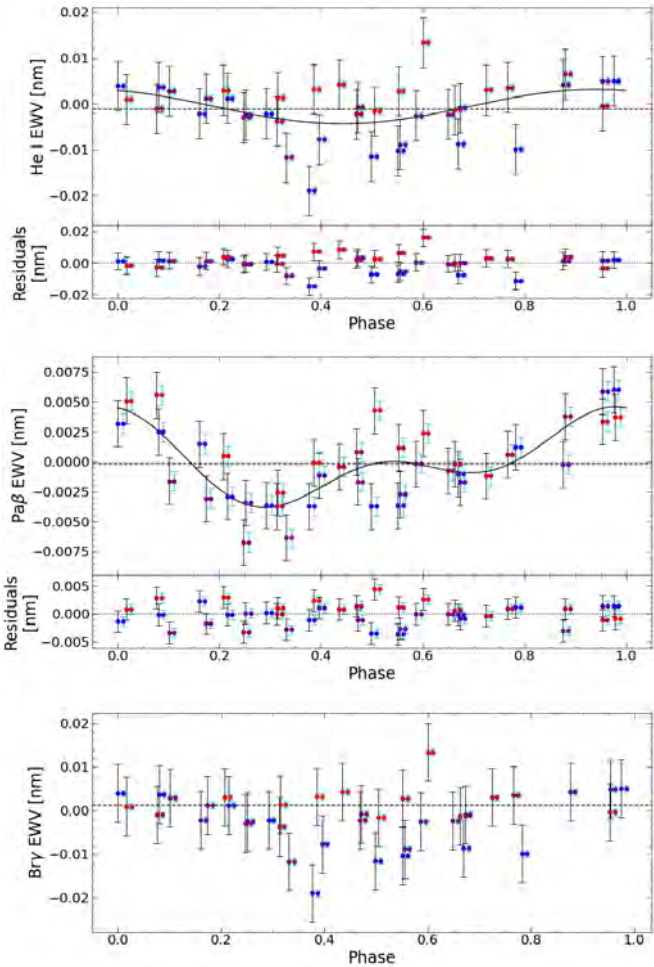 0.02
0.01
0.00
−0.01
−0.02
He I EWV [nm]
0.02
0.00
−0.02
Residuals
[nm]
0.0 0.2 0.4 0.6 0.8 1.0
Phase
0.0075
0.0050
0.0025
0.0000
−0.0025
−0.0050
−0.0075
Paβ EWV [nm]
0.005
0.000
−0.005
Residuals
[nm]
0.0 0.2 0.4 0.6 0.8 1.0
Phase
0.02
0.01
0.00
−0.01
−0.02
Brγ EWV [nm]
0.0 0.2 0.4 0.6 0.8 1.0
Phase